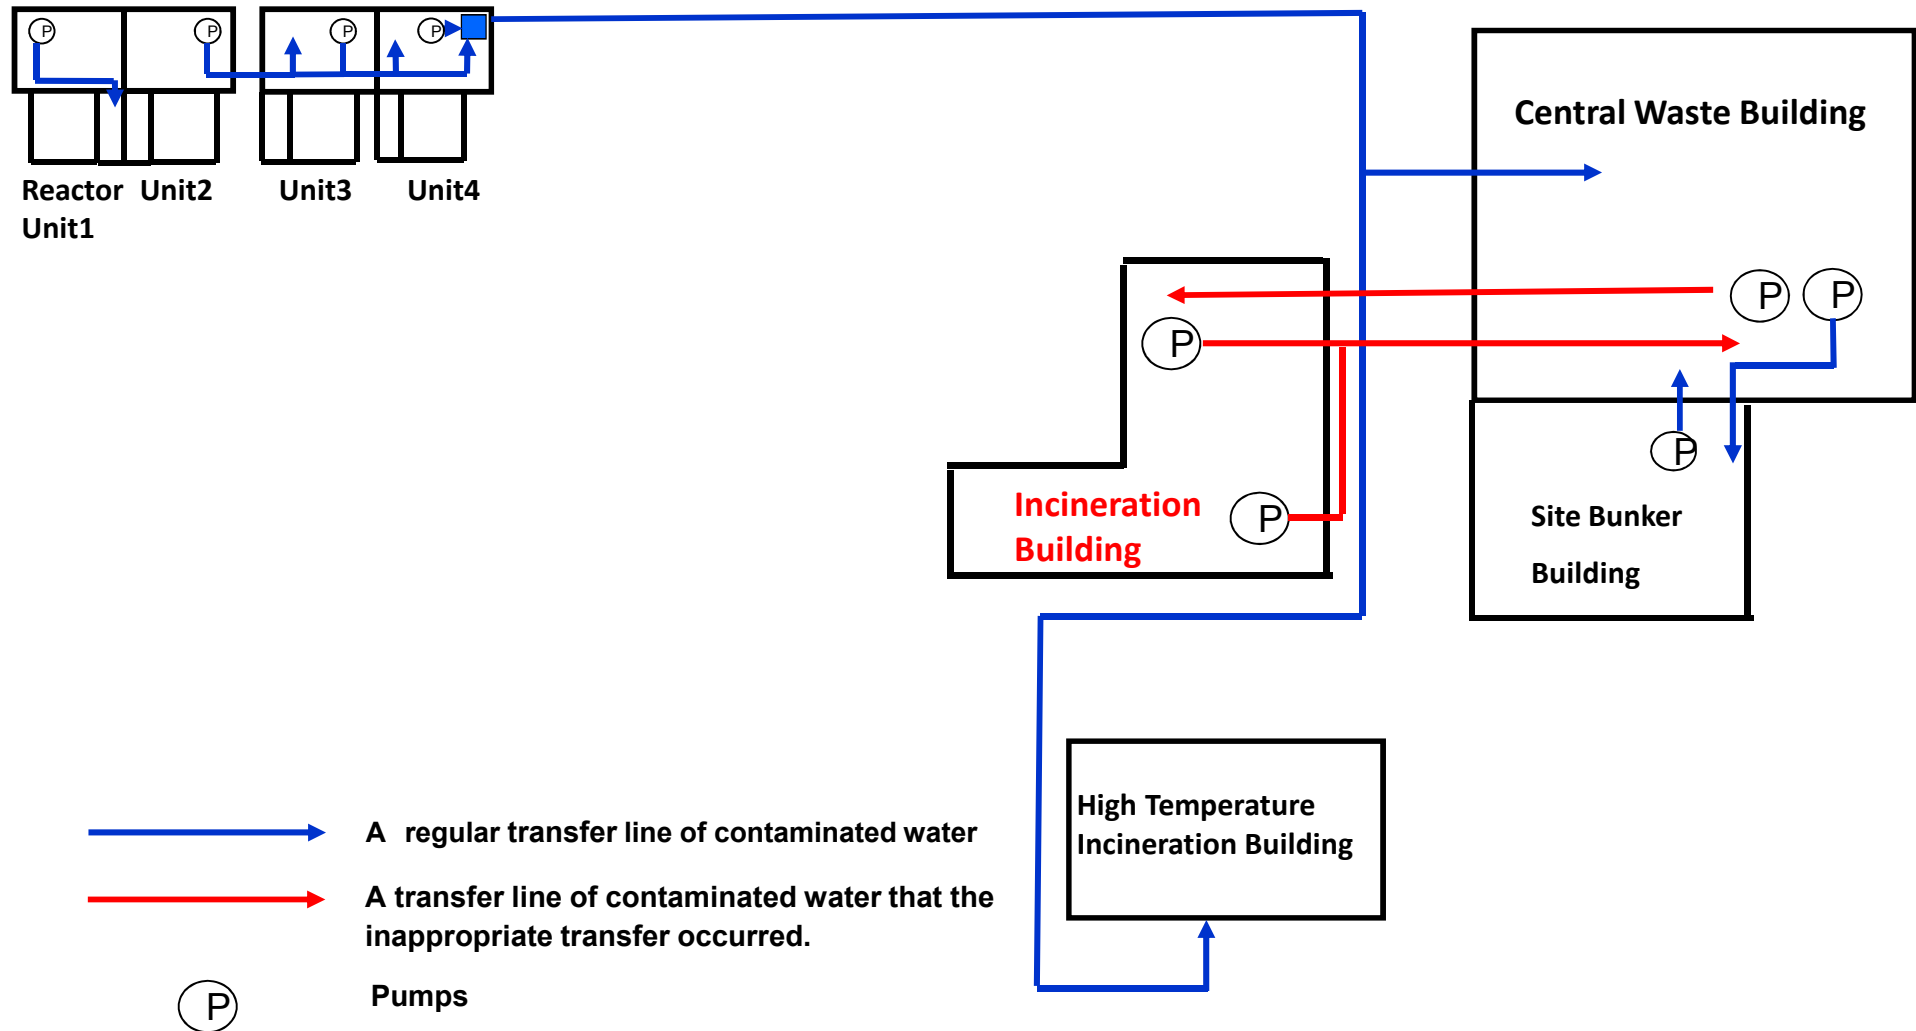 P
P
P
P
Reactor Unit2
Unit1
Unit3
Unit4
Central Waste Building
P
P
P
P
Incineration
Building
P
Site Bunker
Building
High Temperature
Incineration Building
A regular transfer line of contaminated water
A transfer line of contaminated water that the
inappropriate transfer occurred.
P
Pumps